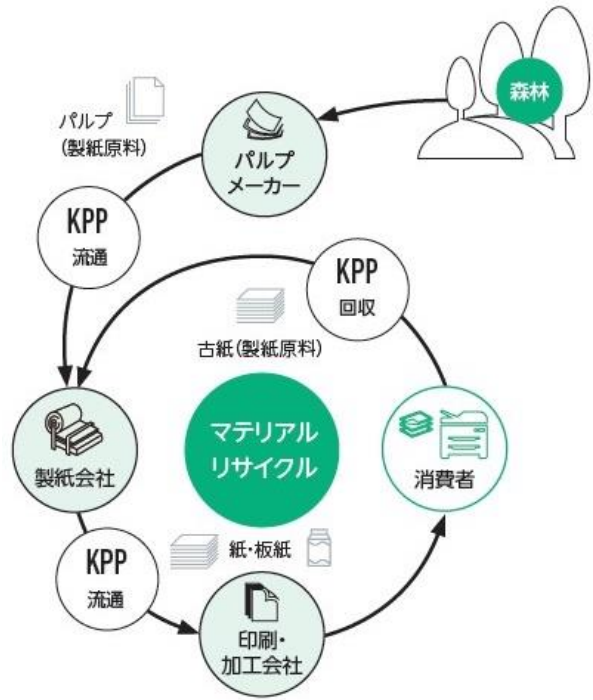 森林
パルプ
(製紙原料)
パルプ
メーカー
KPP
流通
KPP
回収
古紙(製紙原料)
マテリアル
リサイクル
製紙会社
消費者
KPP
流通
紙・板紙
印刷・
加工会社